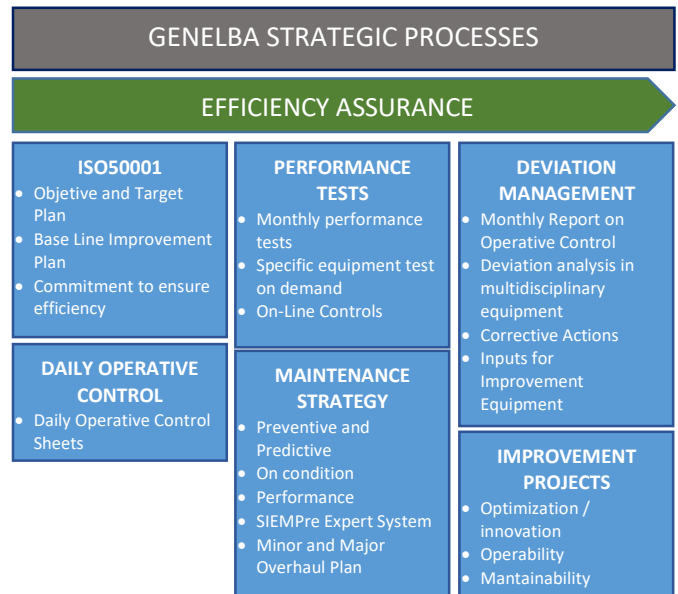 GENELBA STRATEGIC PROCESSES
EFFICIENCY ASSURANCE
ISO50001
• Objetive and Target
Plan
• Base Line Improvement
Plan
• Commitment to ensure
efficiency
DAILY OPERATIVE
CONTROL
• Daily Operative Control
Sheets
PERFORMANCE
TESTS
• Monthly performance
tests
• Specific equipment test
on demand
• On-Line Controls
MAINTENANCE
STRATEGY
• Preventive and
Predictive
• On condition
• Performance
• SIEMPre Expert System
• Minor and Major
Overhaul Plan
DEVIATION
MANAGEMENT
• Monthly Report on
Operative Control
• Deviation analysis in
multidisciplinary
equipment
• Corrective Actions
• Inputs for
Improvement
Equipment
IMPROVEMENT
PROJECTS
• Optimization /
innovation
• Operability
• Mantainability